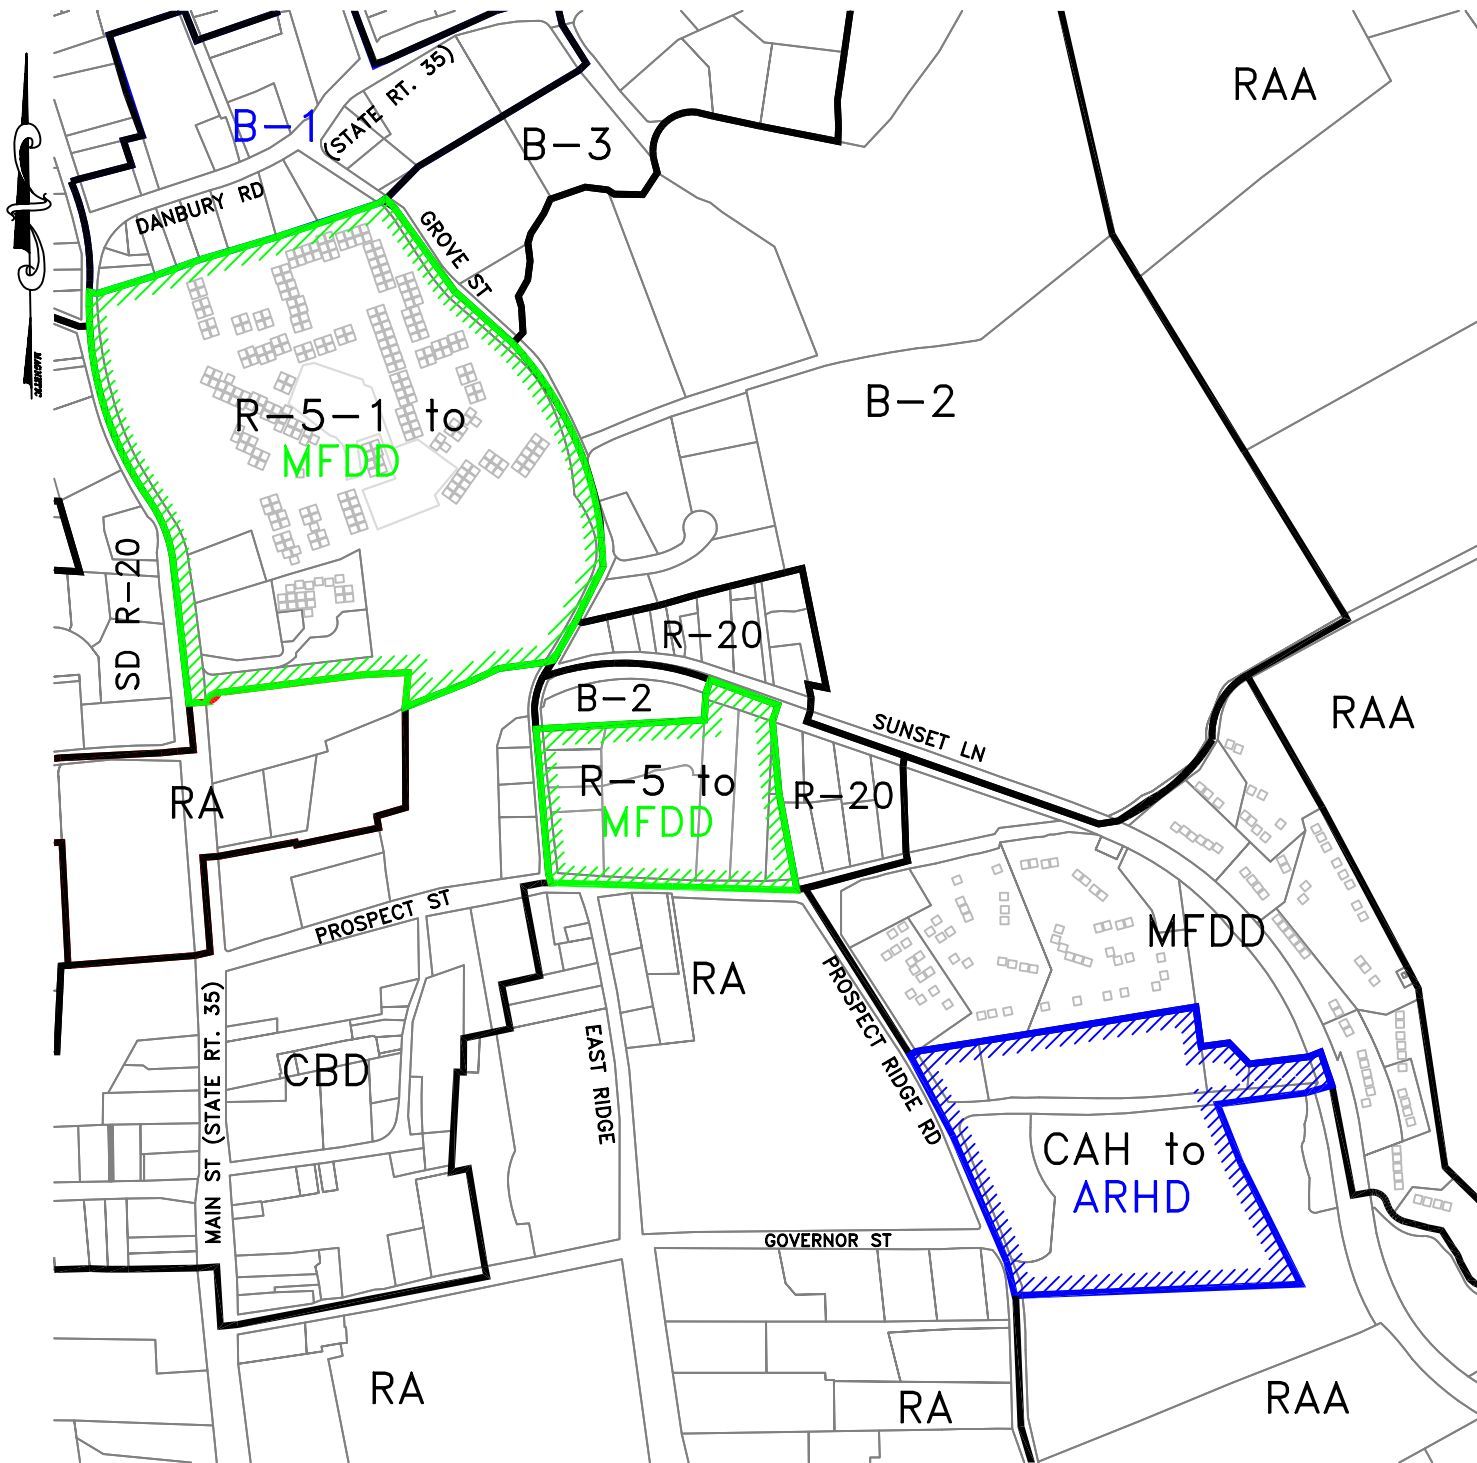 RAA
B-1
(STATE RT. 35)
B-3
DANBURY RD
GROVE ST
MAGNETIC
B-2
R-5-1 to
MFDD
SD R-20
R-20
B-2
SUNSET LN
RAA
R-5 to
MFDD
R-20
RA
PROSPECT ST
MFDD
RA
PROSPECT RIDGE RD
MAIN ST (STATE RT. 35)
CBD
EAST RIDGE
CAH to
ARHD
GOVERNOR ST
RA
RA
RAA